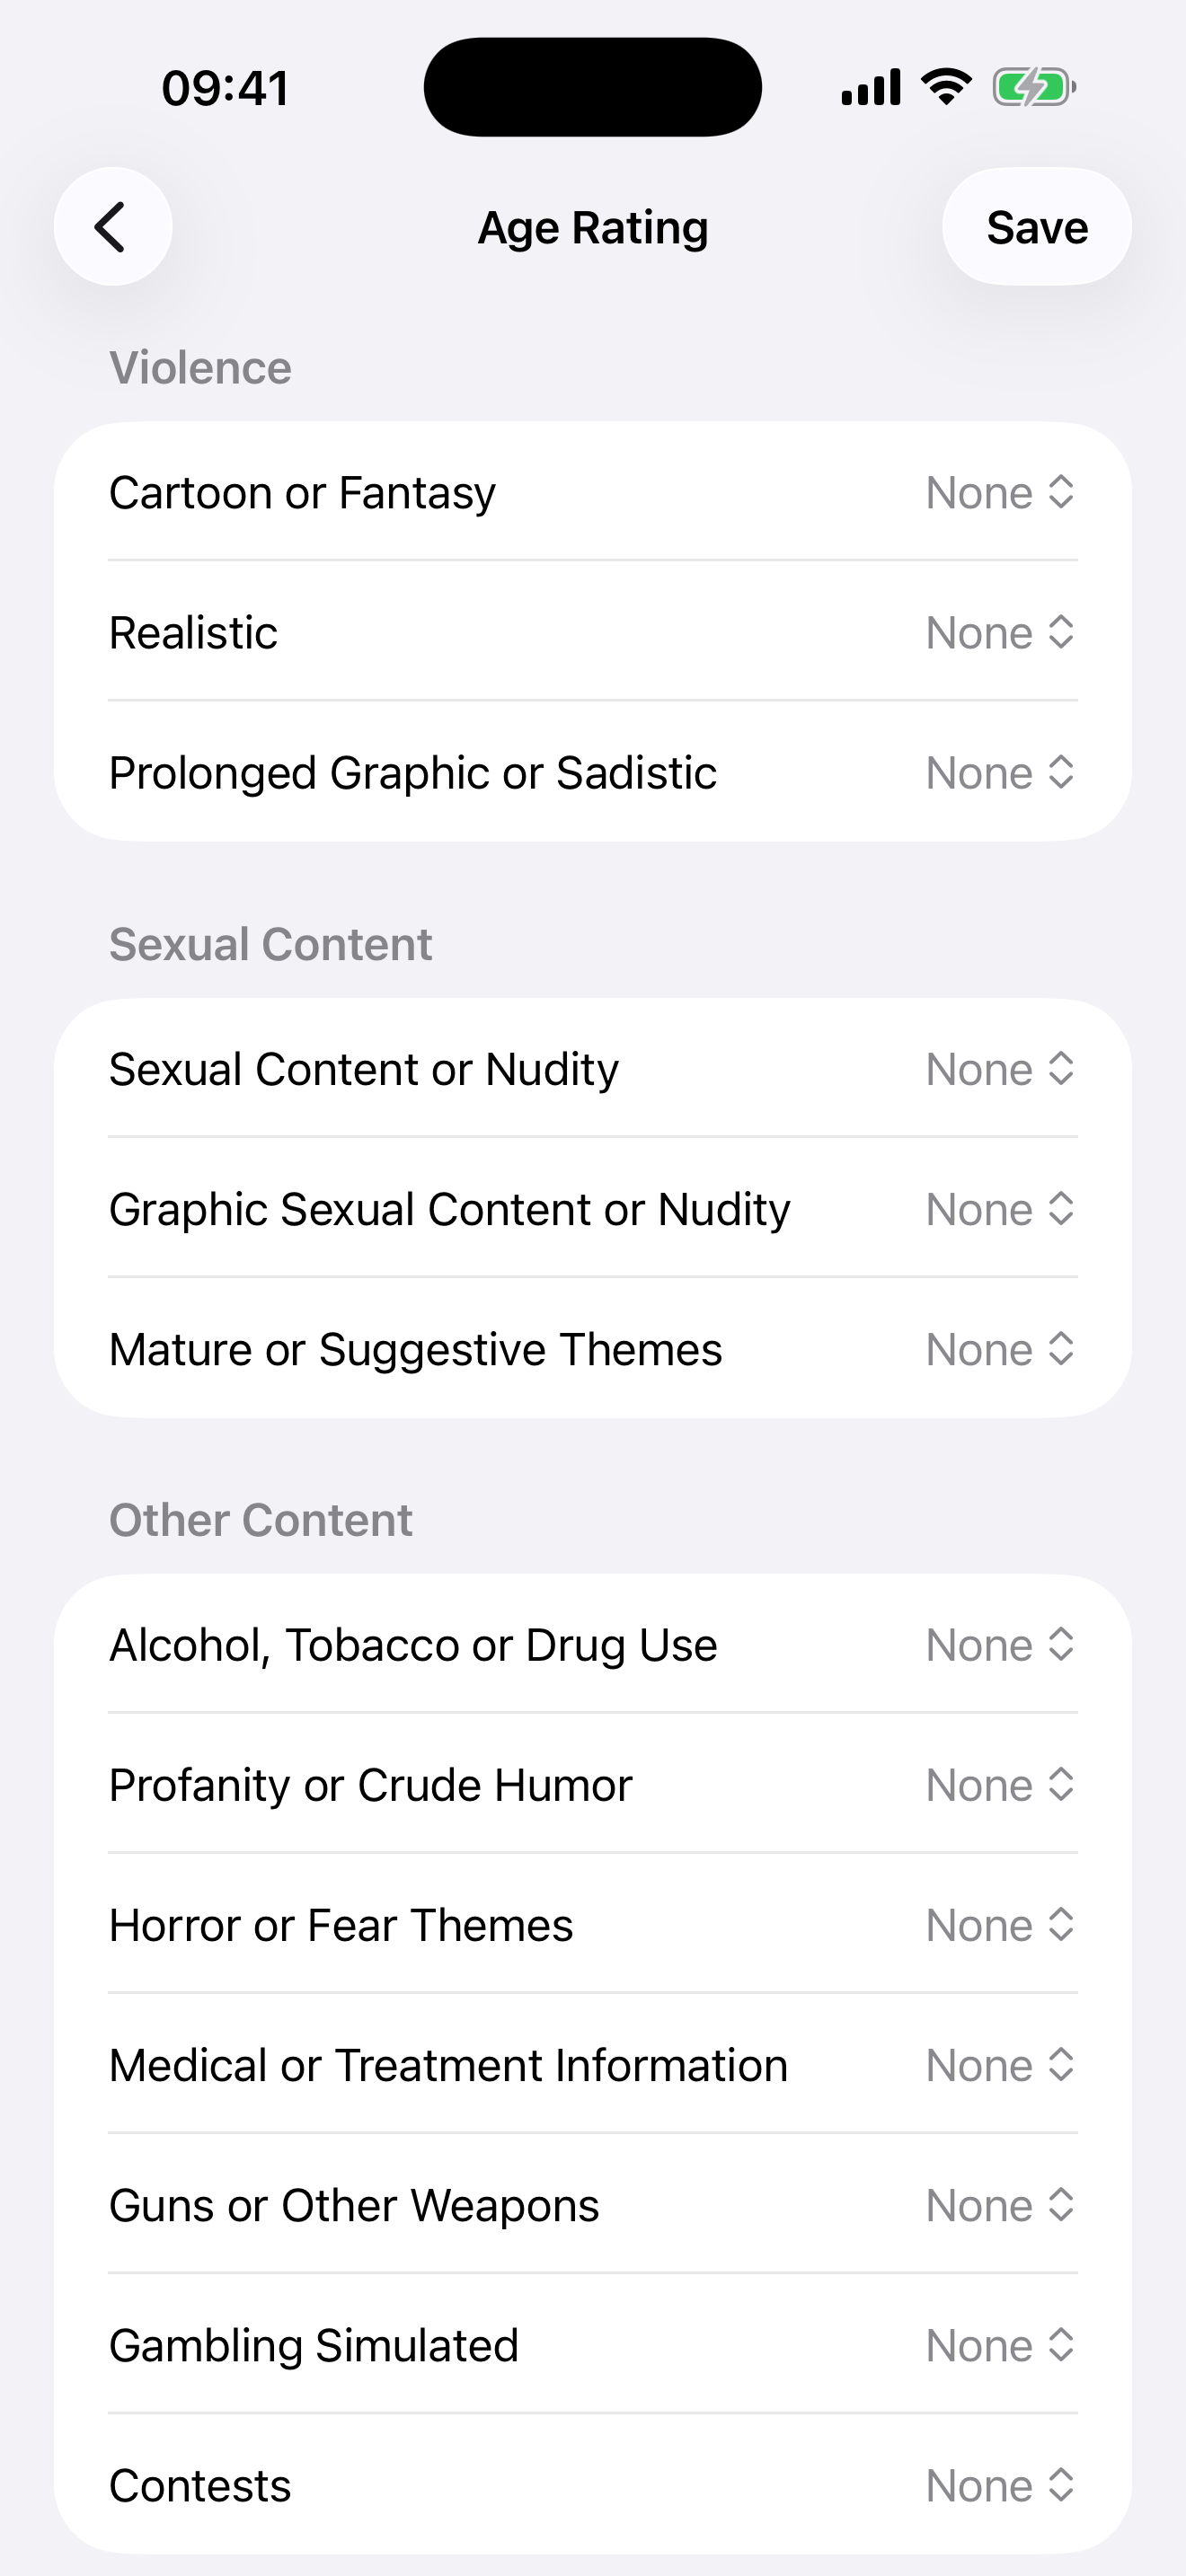 09:41
Age Rating
Save
Violence
Cartoon or Fantasy None
Realistic None
Prolonged Graphic or Sadistic None
Sexual Content
Sexual Content or Nudity None
Graphic Sexual Content or Nudity None
Mature or Suggestive Themes None
Other Content
Alcohol, Tobacco or Drug Use None
Profanity or Crude Humor None
Horror or Fear Themes None
Medical or Treatment Information None
Guns or Other Weapons None
Gambling Simulated None
Contests None